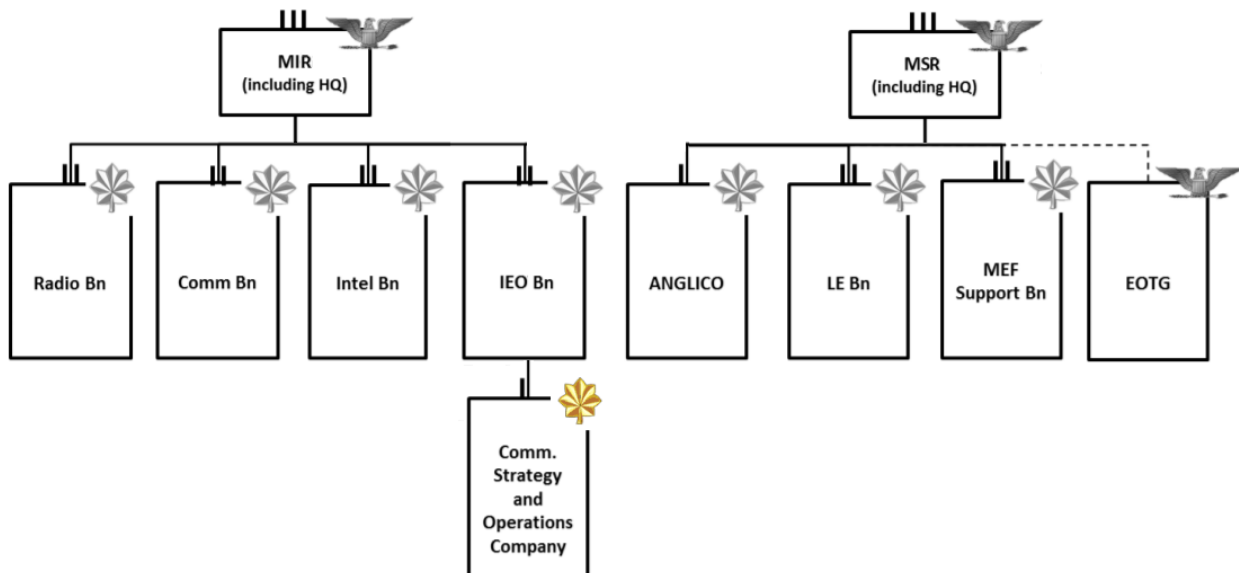 MIR
(including HQ)
MSR
(including HQ)
Radio Bn
Comm Bn
Intel Bn
IEO Bn
ANGLICO
LE Bn
MEF
Support Bn
EOTG
Comm.
Strategy
and
Operations
Company